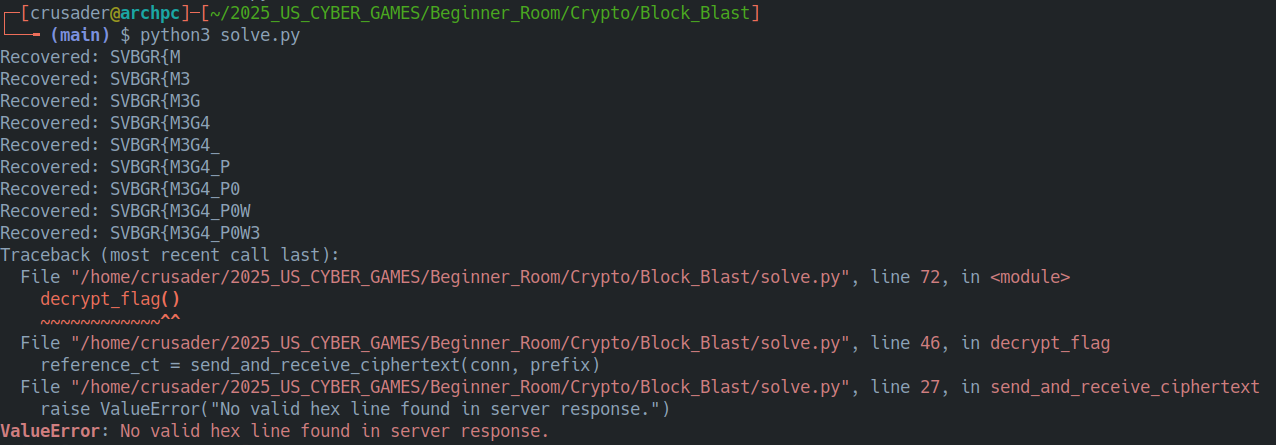 ┌─[crusader@archpc]─[~/2025_US_CYBER_GAMES/Beginner_Room/Crypto/Block_Blast]
└──╼ (main) $ python3 solve.py
Recovered: SVBGR{M
Recovered: SVBGR{M3
Recovered: SVBGR{M3G
Recovered: SVBGR{M3G4
Recovered: SVBGR{M3G4_
Recovered: SVBGR{M3G4_P
Recovered: SVBGR{M3G4_P0
Recovered: SVBGR{M3G4_P0W
Recovered: SVBGR{M3G4_P0W3
Traceback (most recent call last):
  File "/home/crusader/2025_US_CYBER_GAMES/Beginner_Room/Crypto/Block_Blast/solve.py", line 72, in <module>
    decrypt_flag()
    ~~~~~~~~~~~~^^
  File "/home/crusader/2025_US_CYBER_GAMES/Beginner_Room/Crypto/Block_Blast/solve.py", line 46, in decrypt_flag
    reference_ct = send_and_receive_ciphertext(conn, prefix)
  File "/home/crusader/2025_US_CYBER_GAMES/Beginner_Room/Crypto/Block_Blast/solve.py", line 27, in send_and_receive_ciphertext
    raise ValueError("No valid hex line found in server response.")
ValueError: No valid hex line found in server response.